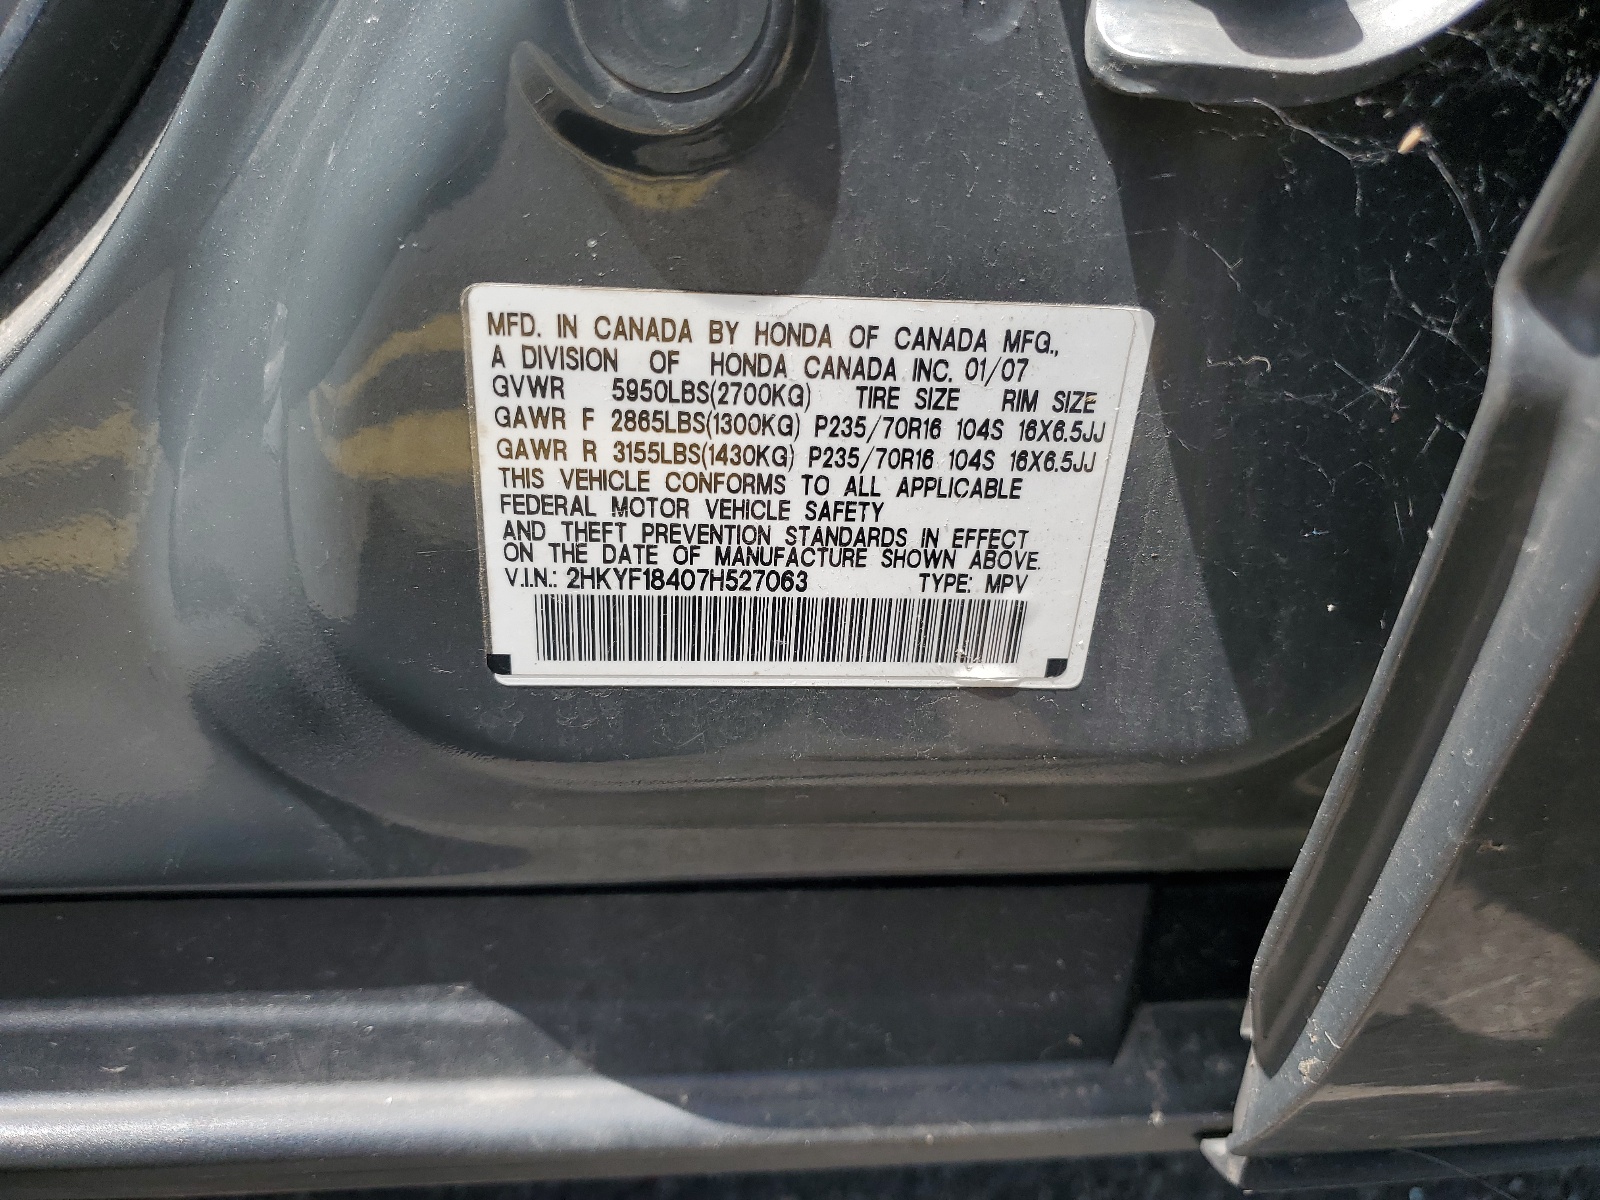 MFD. IN CANADA BY HONDA OF CANADA MFG.,
A DIVISION OF HONDA CANADA INC. 01/07
GVWR 5950LBS(2700KG) TIRE SIZE RIM SIZE
GAWR F 2865LBS(1300KG) P235/70R16 104S 16X6.5JJ
GAWR R 3155LBS(1430KG) P235/70R16 104S 16X6.5JJ
THIS VEHICLE CONFORMS TO ALL APPLICABLE
FEDERAL MOTOR VEHICLE SAFETY
AND THEFT PREVENTION STANDARDS IN EFFECT
ON THE DATE OF MANUFACTURE SHOWN ABOVE.
V.I.N.: 2HKYF18407H527063 TYPE: MPV